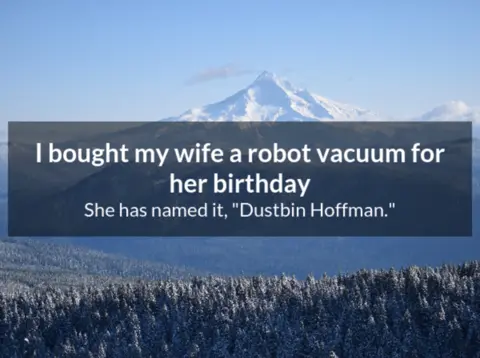 I bought my wife a robot vacuum for
her birthday
She has named it, "Dustbin Hoffman."